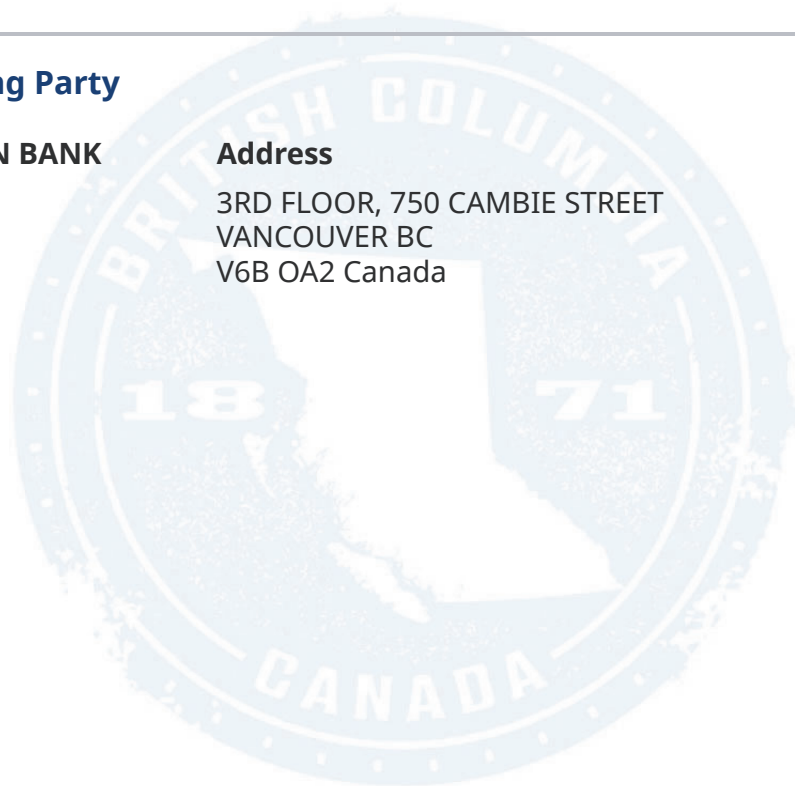 ng Party
N BANK
Address
3RD FLOOR, 750 CAMBIE STREET
VANCOUVER BC
V6B OA2 Canada
BRITISH COLUMBIA
18 71
CANADA